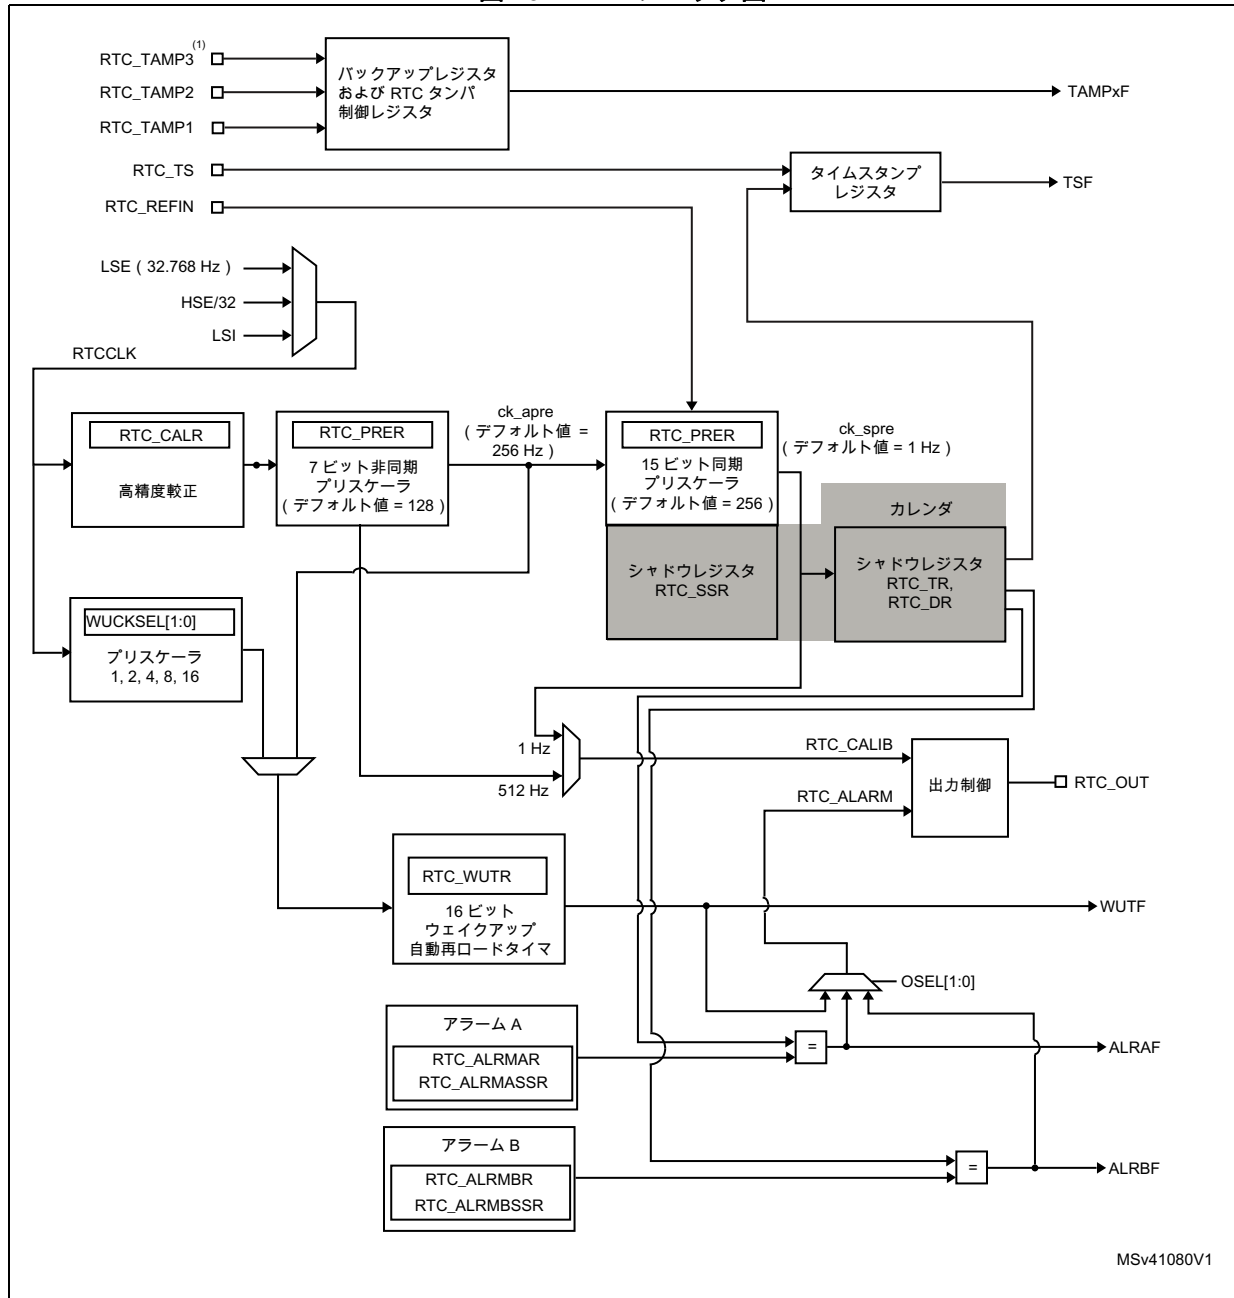 RTC_TAMP3 (1)
RTC_TAMP2
RTC_TAMP1
バックアップレジスタ
および RTC タンパ
制御レジスタ
TAMPxF
RTC_TS
タイムスタンプ
レジスタ
TSF
RTC_REFIN
LSE ( 32.768 Hz )
HSE/32
LSI
RTCCLK
RTC_CALR
高精度較正
RTC_PRER
7 ビット非同期
プリスケーラ
( デフォルト値 = 128 )
ck_apre
( デフォルト値 =
256 Hz )
RTC_PRER
15 ビット同期
プリスケーラ
( デフォルト値 = 256 )
ck_spre
( デフォルト値 = 1 Hz )
カレンダ
シャドウレジスタ
RTC_SSR
シャドウレジスタ
RTC_TR,
RTC_DR
WUCKSEL[1:0]
プリスケーラ
1, 2, 4, 8, 16
1 Hz
512 Hz
RTC_CALIB
RTC_ALARM
出力制御
RTC_OUT
RTC_WUTR
16 ビット
ウェイクアップ
自動再ロードタイマ
WUTF
OSEL[1:0]
アラーム A
RTC_ALRMAR
RTC_ALRMASSR
=
ALRAF
アラーム B
RTC_ALRMBR
RTC_ALRMBSSR
=
ALRBF
MSv41080V1